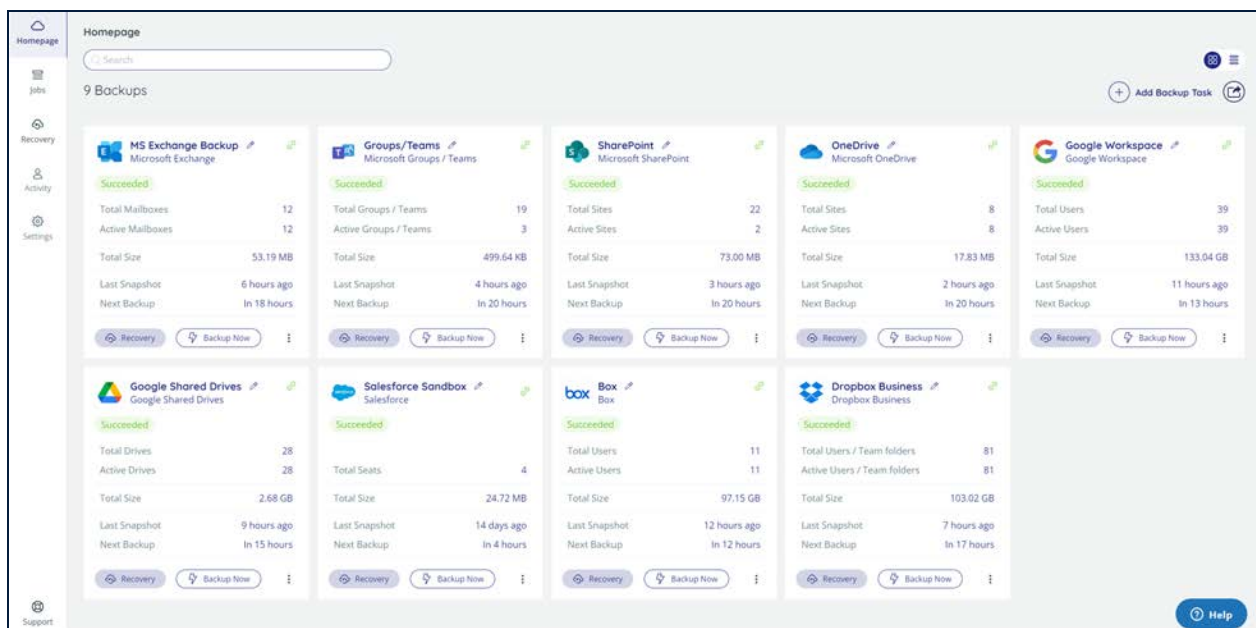 Homepage
Jobs
Recovery
Activity
Settings
Support
Homepage
Search
9 Backups
Add Backup Task
MS Exchange Backup
Microsoft Exchange
Succeeded
Total Mailboxes 12
Active Mailboxes 12
Total Size 53.19 MB
Last Snapshot 6 hours ago
Next Backup In 18 hours
Recovery Backup Now
Groups/Teams
Microsoft Groups / Teams
Succeeded
Total Groups / Teams 19
Active Groups / Teams 3
Total Size 499.64 KB
Last Snapshot 4 hours ago
Next Backup In 20 hours
Recovery Backup Now
SharePoint
Microsoft SharePoint
Succeeded
Total Sites 22
Active Sites 2
Total Size 73.00 MB
Last Snapshot 3 hours ago
Next Backup In 20 hours
Recovery Backup Now
OneDrive
Microsoft OneDrive
Succeeded
Total Sites 8
Active Sites 8
Total Size 17.83 MB
Last Snapshot 2 hours ago
Next Backup In 20 hours
Recovery Backup Now
Google Workspace
Google Workspace
Succeeded
Total Users 39
Active Users 39
Total Size 133.04 GB
Last Snapshot 11 hours ago
Next Backup In 13 hours
Recovery Backup Now
Google Shared Drives
Google Shared Drives
Succeeded
Total Drives 28
Active Drives 28
Total Size 2.68 GB
Last Snapshot 9 hours ago
Next Backup In 15 hours
Recovery Backup Now
Salesforce Sandbox
Salesforce
Succeeded
Total Seats 4
Total Size 24.72 MB
Last Snapshot 14 days ago
Next Backup In 4 hours
Recovery Backup Now
box
Box
Box
Succeeded
Total Users 11
Active Users 11
Total Size 97.15 GB
Last Snapshot 12 hours ago
Next Backup In 12 hours
Recovery Backup Now
Dropbox Business
Dropbox Business
Succeeded
Total Users / Team folders 81
Active Users / Team folders 81
Total Size 103.02 GB
Last Snapshot 7 hours ago
Next Backup In 17 hours
Recovery Backup Now
Help